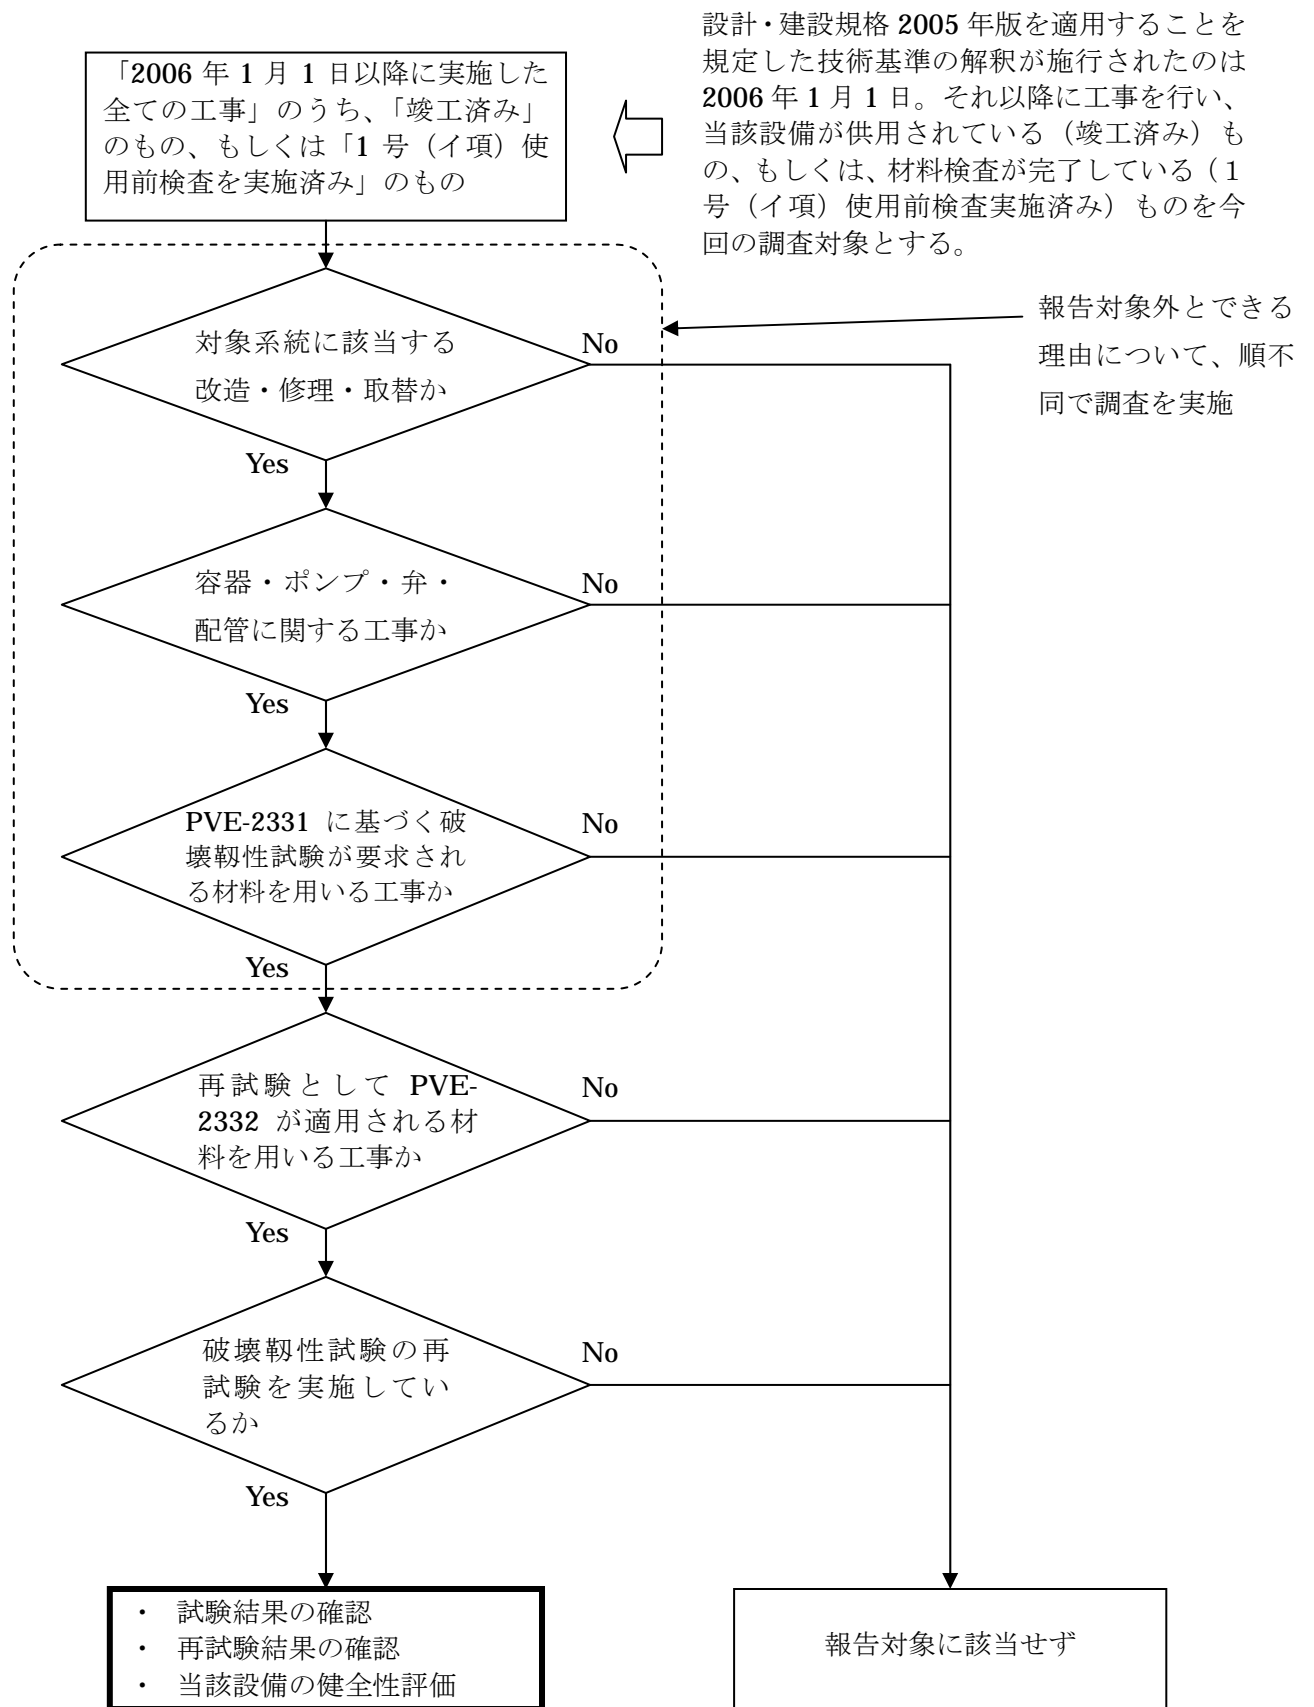 設計・建設規格 2005 年版を適用することを
規定した技術基準の解釈が施行されたのは
2006 年 1 月 1 日。それ以降に工事を行い、
当該設備が供用されている（竣工済み）も
の、もしくは、材料検査が完了している（１
号（イ項）使用前検査実施済み）ものを今
回の調査対象とする。
「2006 年 1 月 1 日以降に実施した
全ての工事」のうち、「竣工済み」
のもの、もしくは「1 号（イ項）使
用前検査を実施済み」のもの
報告対象外とできる
理由について、順不
同で調査を実施
対象系統に該当する
改造・修理・取替か
No
Yes
容器・ポンプ・弁・
配管に関する工事か
No
Yes
PVE-2331 に基づく破
壊靱性試験が要求され
る材料を用いる工事か
No
Yes
再試験として PVE-
2332 が適用される材
料を用いる工事か
No
Yes
破壊靱性試験の再
試験を実施してい
るか
No
Yes
・ 試験結果の確認
・ 再試験結果の確認
・ 当該設備の健全性評価
報告対象に該当せず